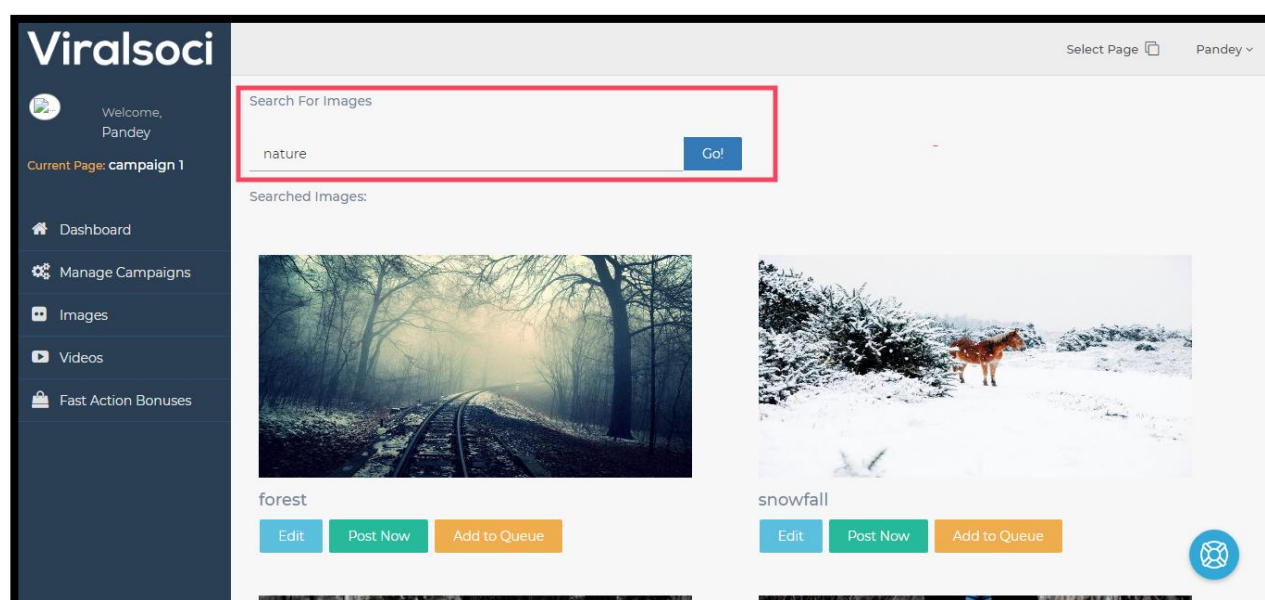 Viralsoci
Select Page
Pandey
Welcome,
Pandey
Current Page: campaign 1
Dashboard
Manage Campaigns
Images
Videos
Fast Action Bonuses
Search For Images
nature
Go!
Searched Images:
forest
Edit
Post Now
Add to Queue
snowfall
Edit
Post Now
Add to Queue